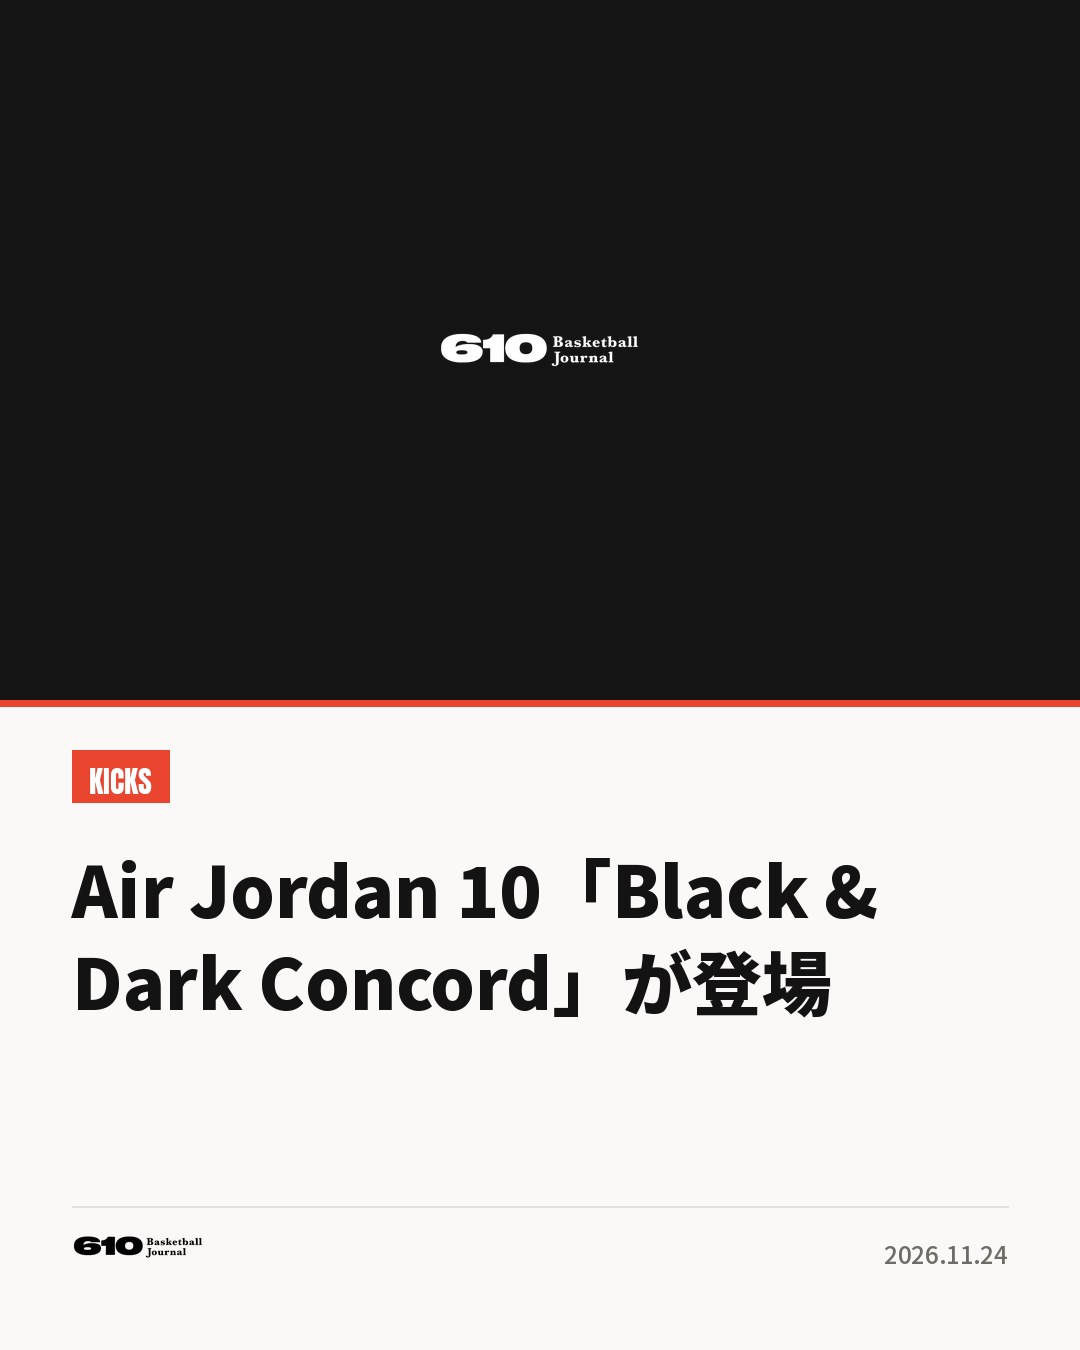 610 Basketball
Journal
KICKS
Air Jordan 10「Black &
Dark Concord」が登場
610 Basketball
Journal
2026.11.24